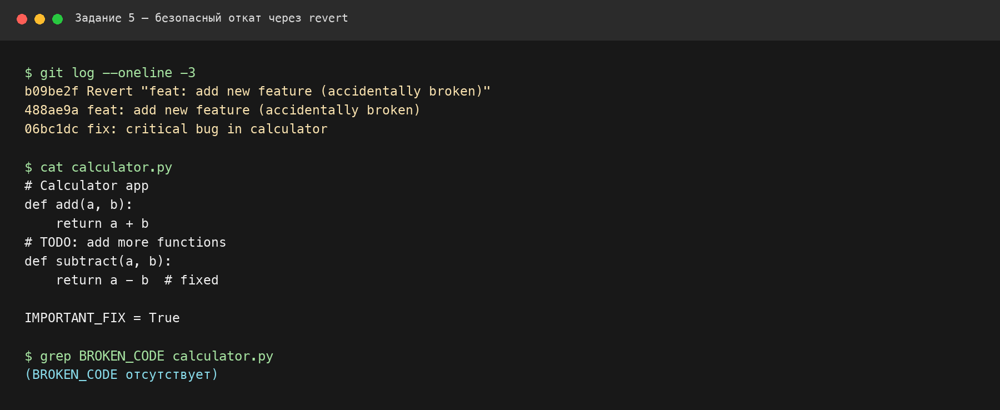 Задание 5 — безопасный откат через revert
$ git log --oneline -3
b09be2f Revert "feat: add new feature (accidentally broken)"
488ae9a feat: add new feature (accidentally broken)
06bc1dc fix: critical bug in calculator
$ cat calculator.py
# Calculator app
def add(a, b):
    return a + b
# TODO: add more functions
def subtract(a, b):
    return a - b  # fixed
IMPORTANT_FIX = True
$ grep BROKEN_CODE calculator.py
(BROKEN_CODE отсутствует)